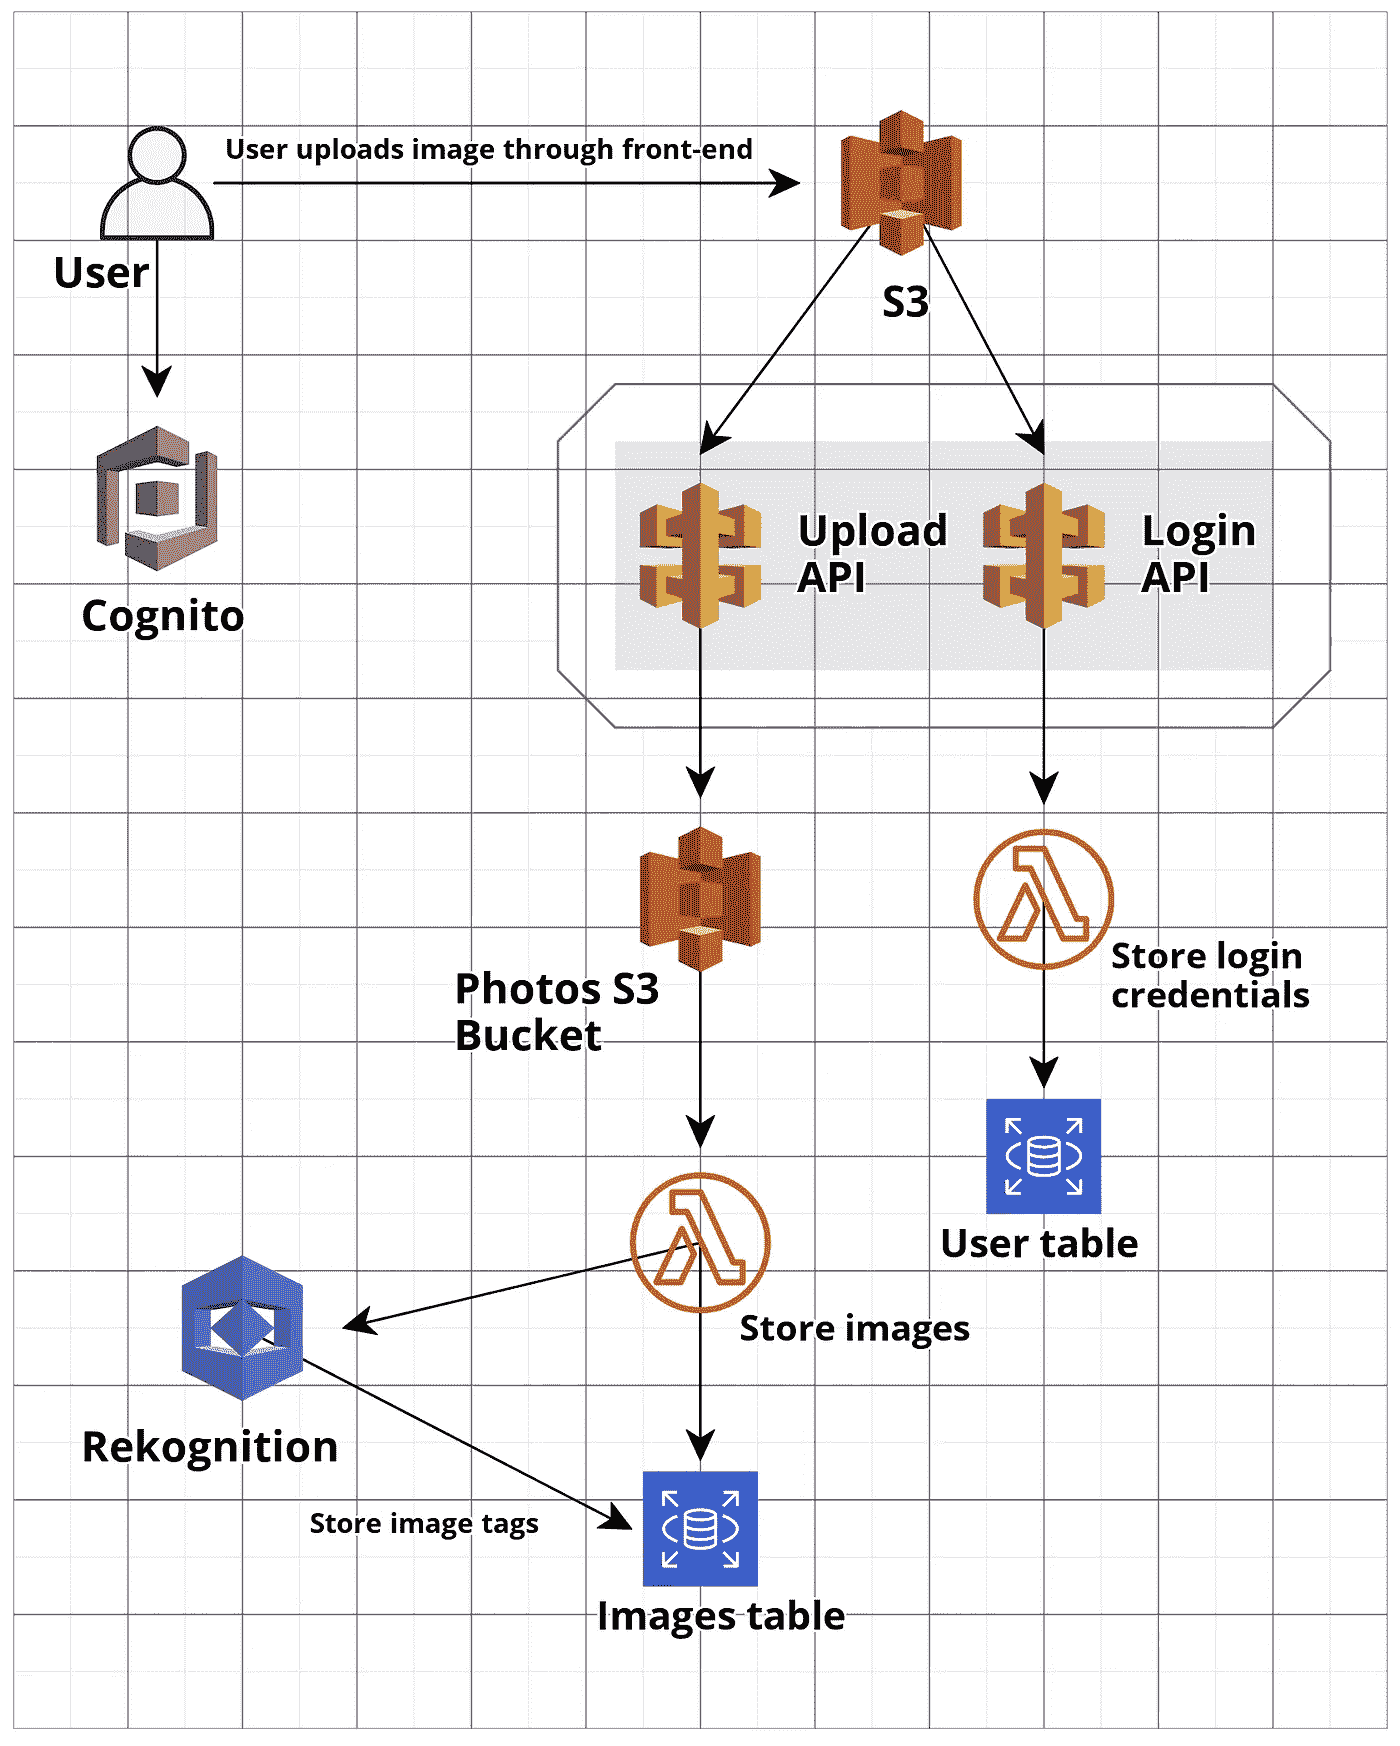 User uploads image through front-end
User
S3
Upload
API
Login
API
Cognito
Photos S3
Bucket
Store login
credentials
User table
Store images
Rekognition
Store image tags
Images table